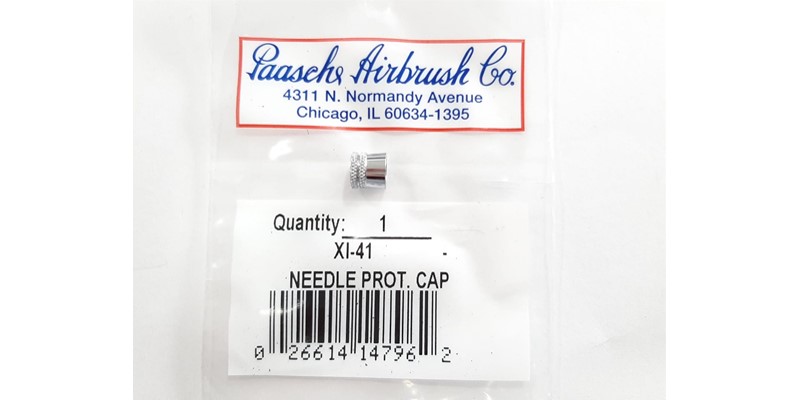 Paasche Airbrush Co.
4311 N. Normandy Avenue
Chicago, IL 60634-1395
Quantity: 1
XI-41 -
NEEDLE PROT. CAP
0 26614 14796 2